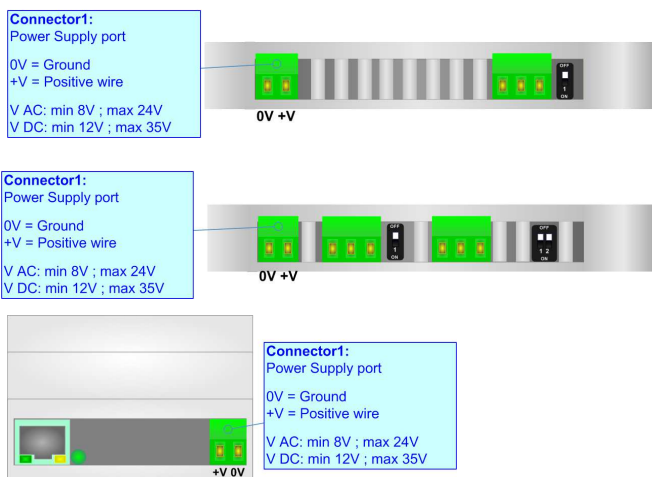 Connector1:
Power Supply port
0V = Ground
+V = Positive wire
V AC: min 8V ; max 24V
V DC: min 12V ; max 35V
OFF
1
ON
0V +V
Connector1:
Power Supply port
0V = Ground
+V = Positive wire
V AC: min 8V ; max 24V
V DC: min 12V ; max 35V
OFF
1
ON
OFF
1 2
ON
0V +V
Connector1:
Power Supply port
0V = Ground
+V = Positive wire
V AC: min 8V ; max 24V
V DC: min 12V ; max 35V
+V 0V